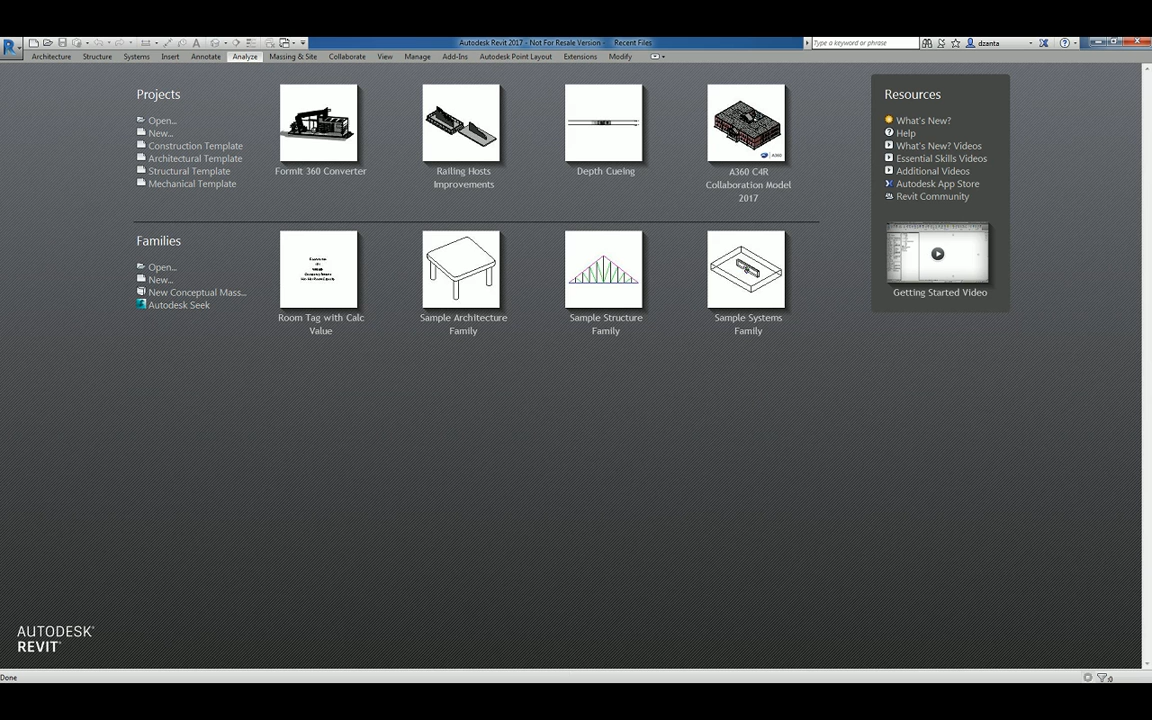 Autodesk Revit 2017 - Not For Resale Version - Recent Files
Type a keyword or phrase
dzanta
Architecture Structure Systems Insert Annotate Analyze Massing & Site Collaborate View Manage Add-Ins Autodesk Point Layout Extensions Modify
Projects
Open...
New...
Construction Template
Architectural Template
Structural Template
Mechanical Template
FormIt 360 Converter
Railing Hosts
Improvements
Depth Cueing
A360
A360 C4R
Collaboration Model
2017
Resources
What's New?
Help
What's New? Videos
Essential Skills Videos
Additional Videos
Autodesk App Store
Revit Community
Getting Started Video
Families
Open...
New...
New Conceptual Mass...
Autodesk Seek
Room Tag with Calc
Value
Sample Architecture
Family
Sample Structure
Family
Sample Systems
Family
AUTODESK®
REVIT®
Done
:0